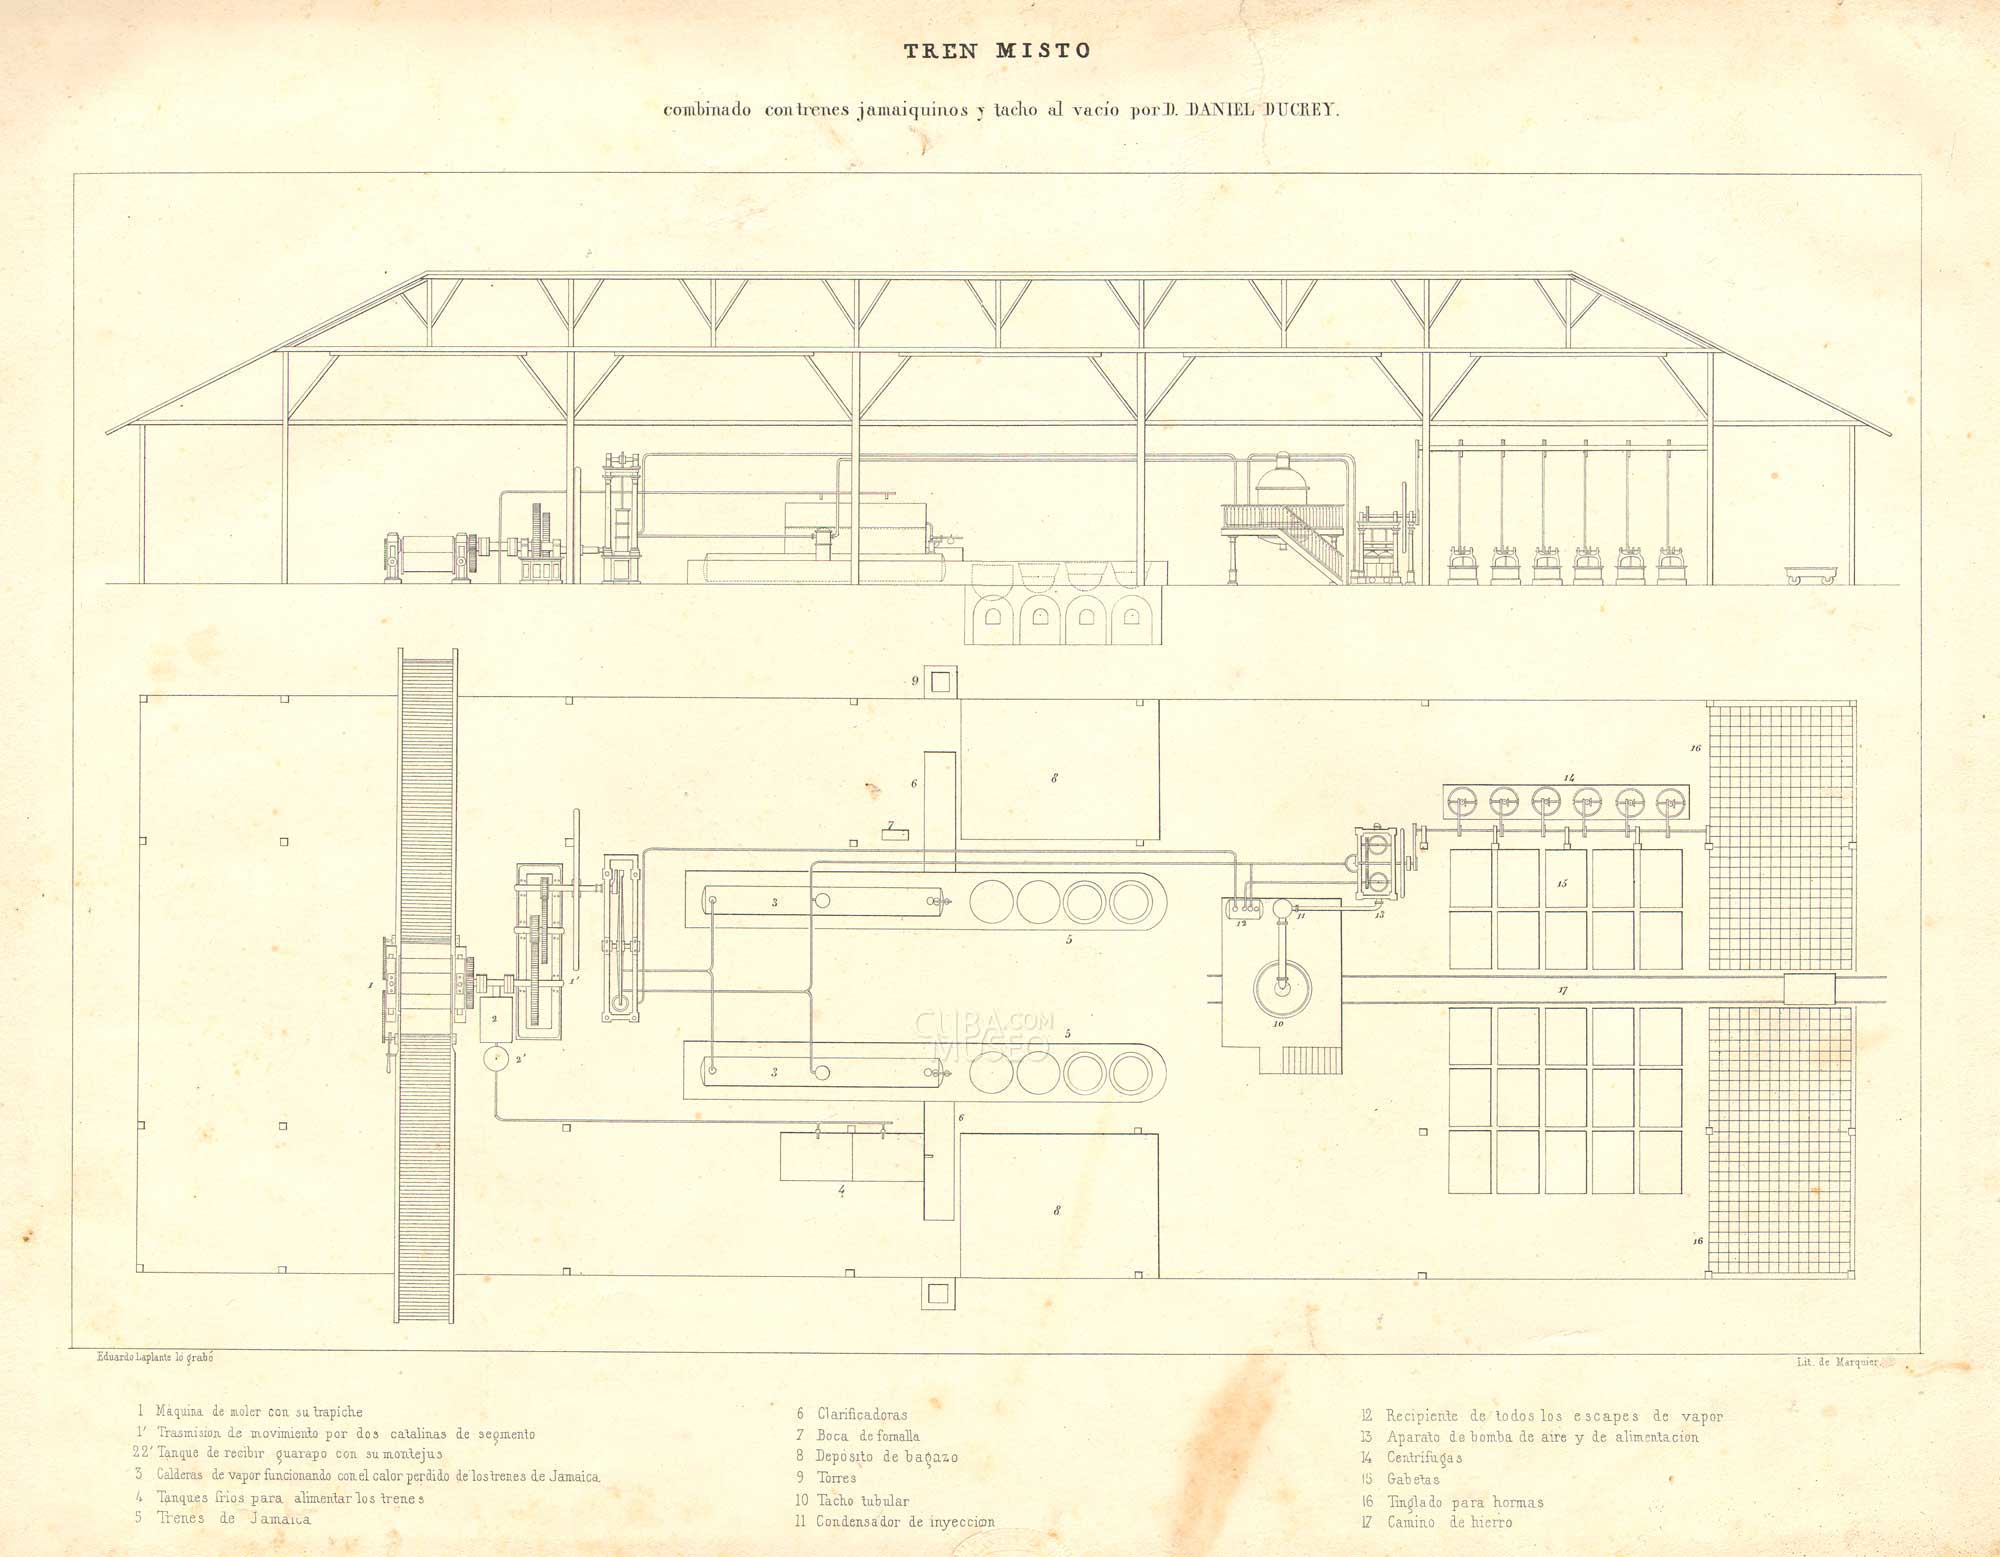 TREN MISTO
combinado con trenes jamaiquinos y tacho al vacío por D. DANIEL DUCREY.
9
6
8
7
16
14
3
15
5
12
11
13
1
1'
2
2'
17
10
CUBA.COM
MUSEO
5
3
6
4
8
16
Eduardo Laplante lo grabó
Lit. de Marquier.
1 Máquina de moler con su trapiche
1' Trasmision de movimiento por dos catalinas de segmento
22' Tanque de recibir guarapo con su montejus
3 Calderas de vapor funcionando con el calor perdido de los trenes de Jamaica.
4 Tanques frios para alimentar los trenes
5 Trenes de Jamaica
6 Clarificadoras
7 Boca de fornalla
8 Depósito de bagazo
9 Torres
10 Tacho tubular
11 Condensador de inyeccion
12 Recipiente de todos los escapes de vapor
13 Aparato de bomba de aire y de alimentacion
14 Centrifugas
15 Gabetas
16 Tinglado para hormas
17 Camino de hierro